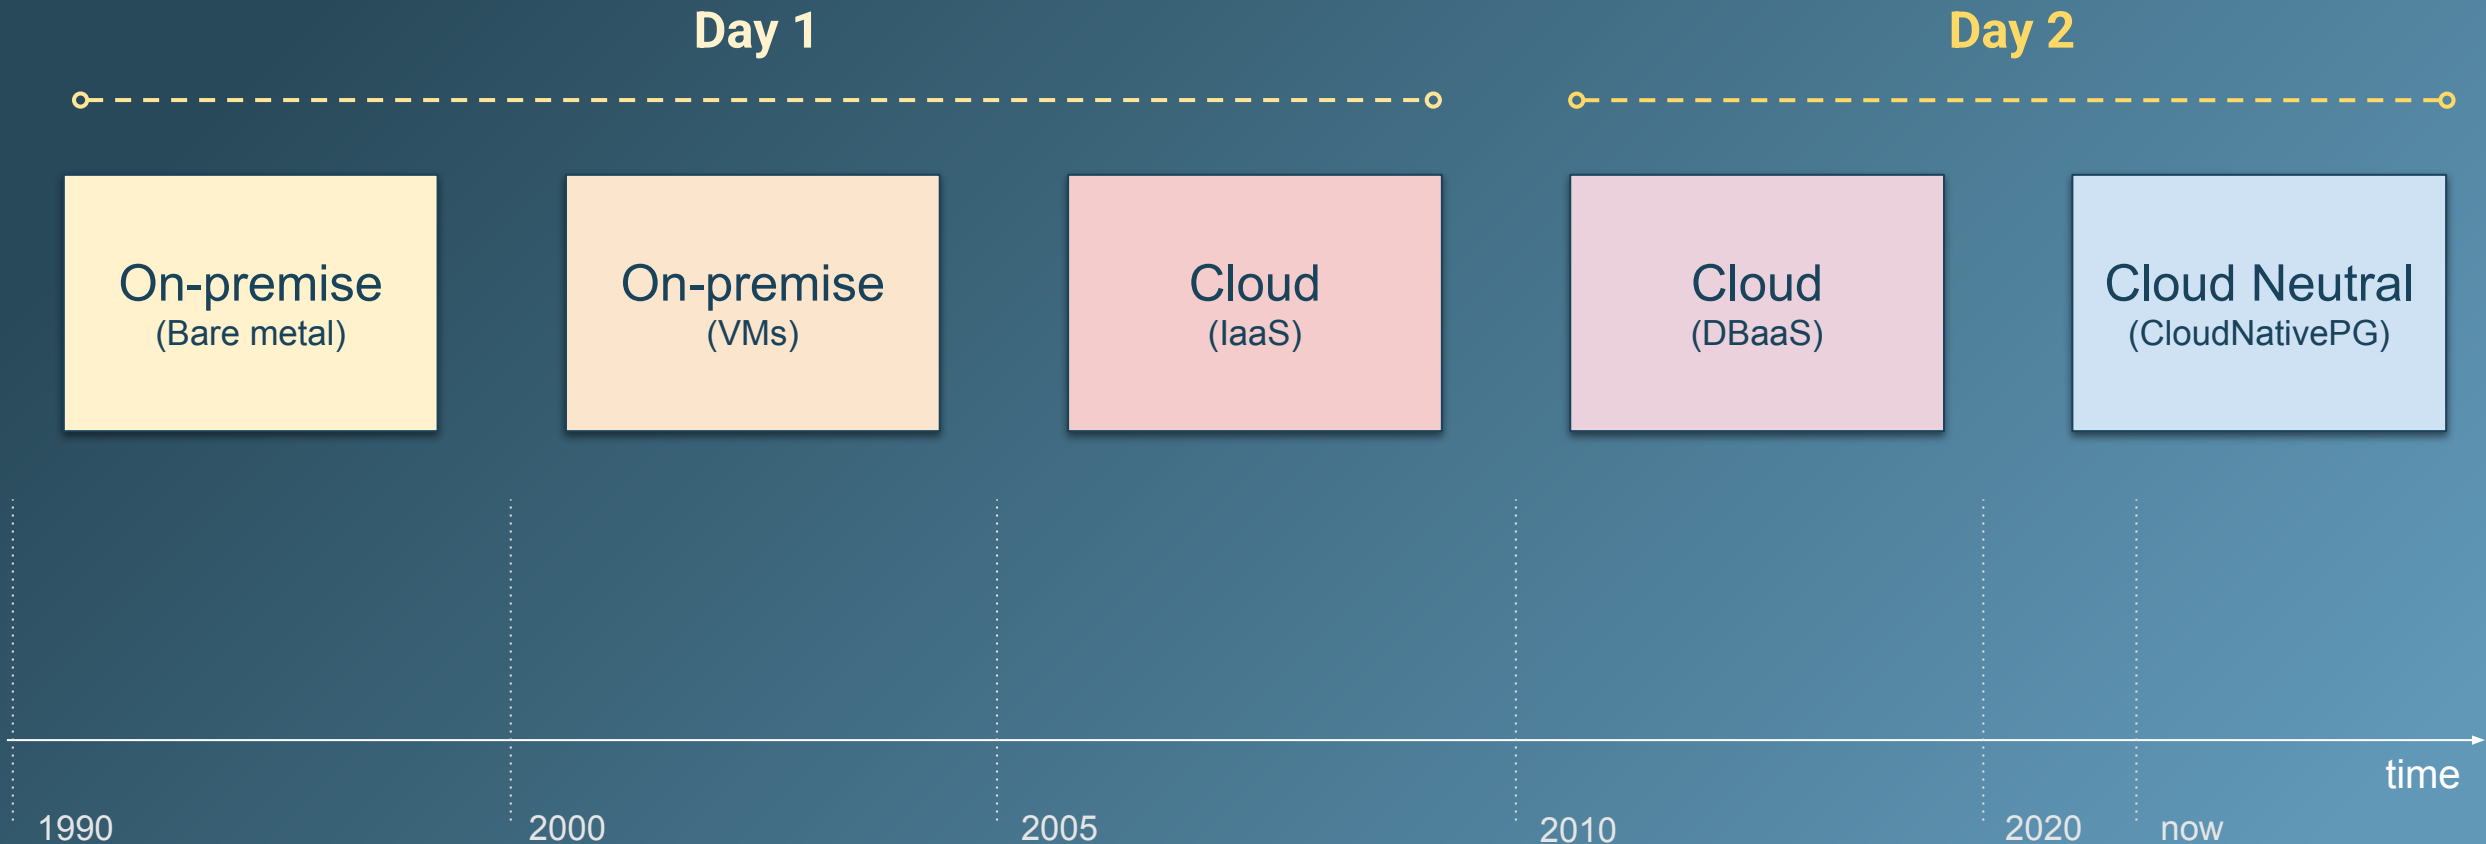 Day 1
Day 2
On-premise
(Bare metal)
On-premise
(VMs)
Cloud
(IaaS)
Cloud
(DBaaS)
Cloud Neutral
(CloudNativePG)
time
1990
2000
2005
2010
2020
now